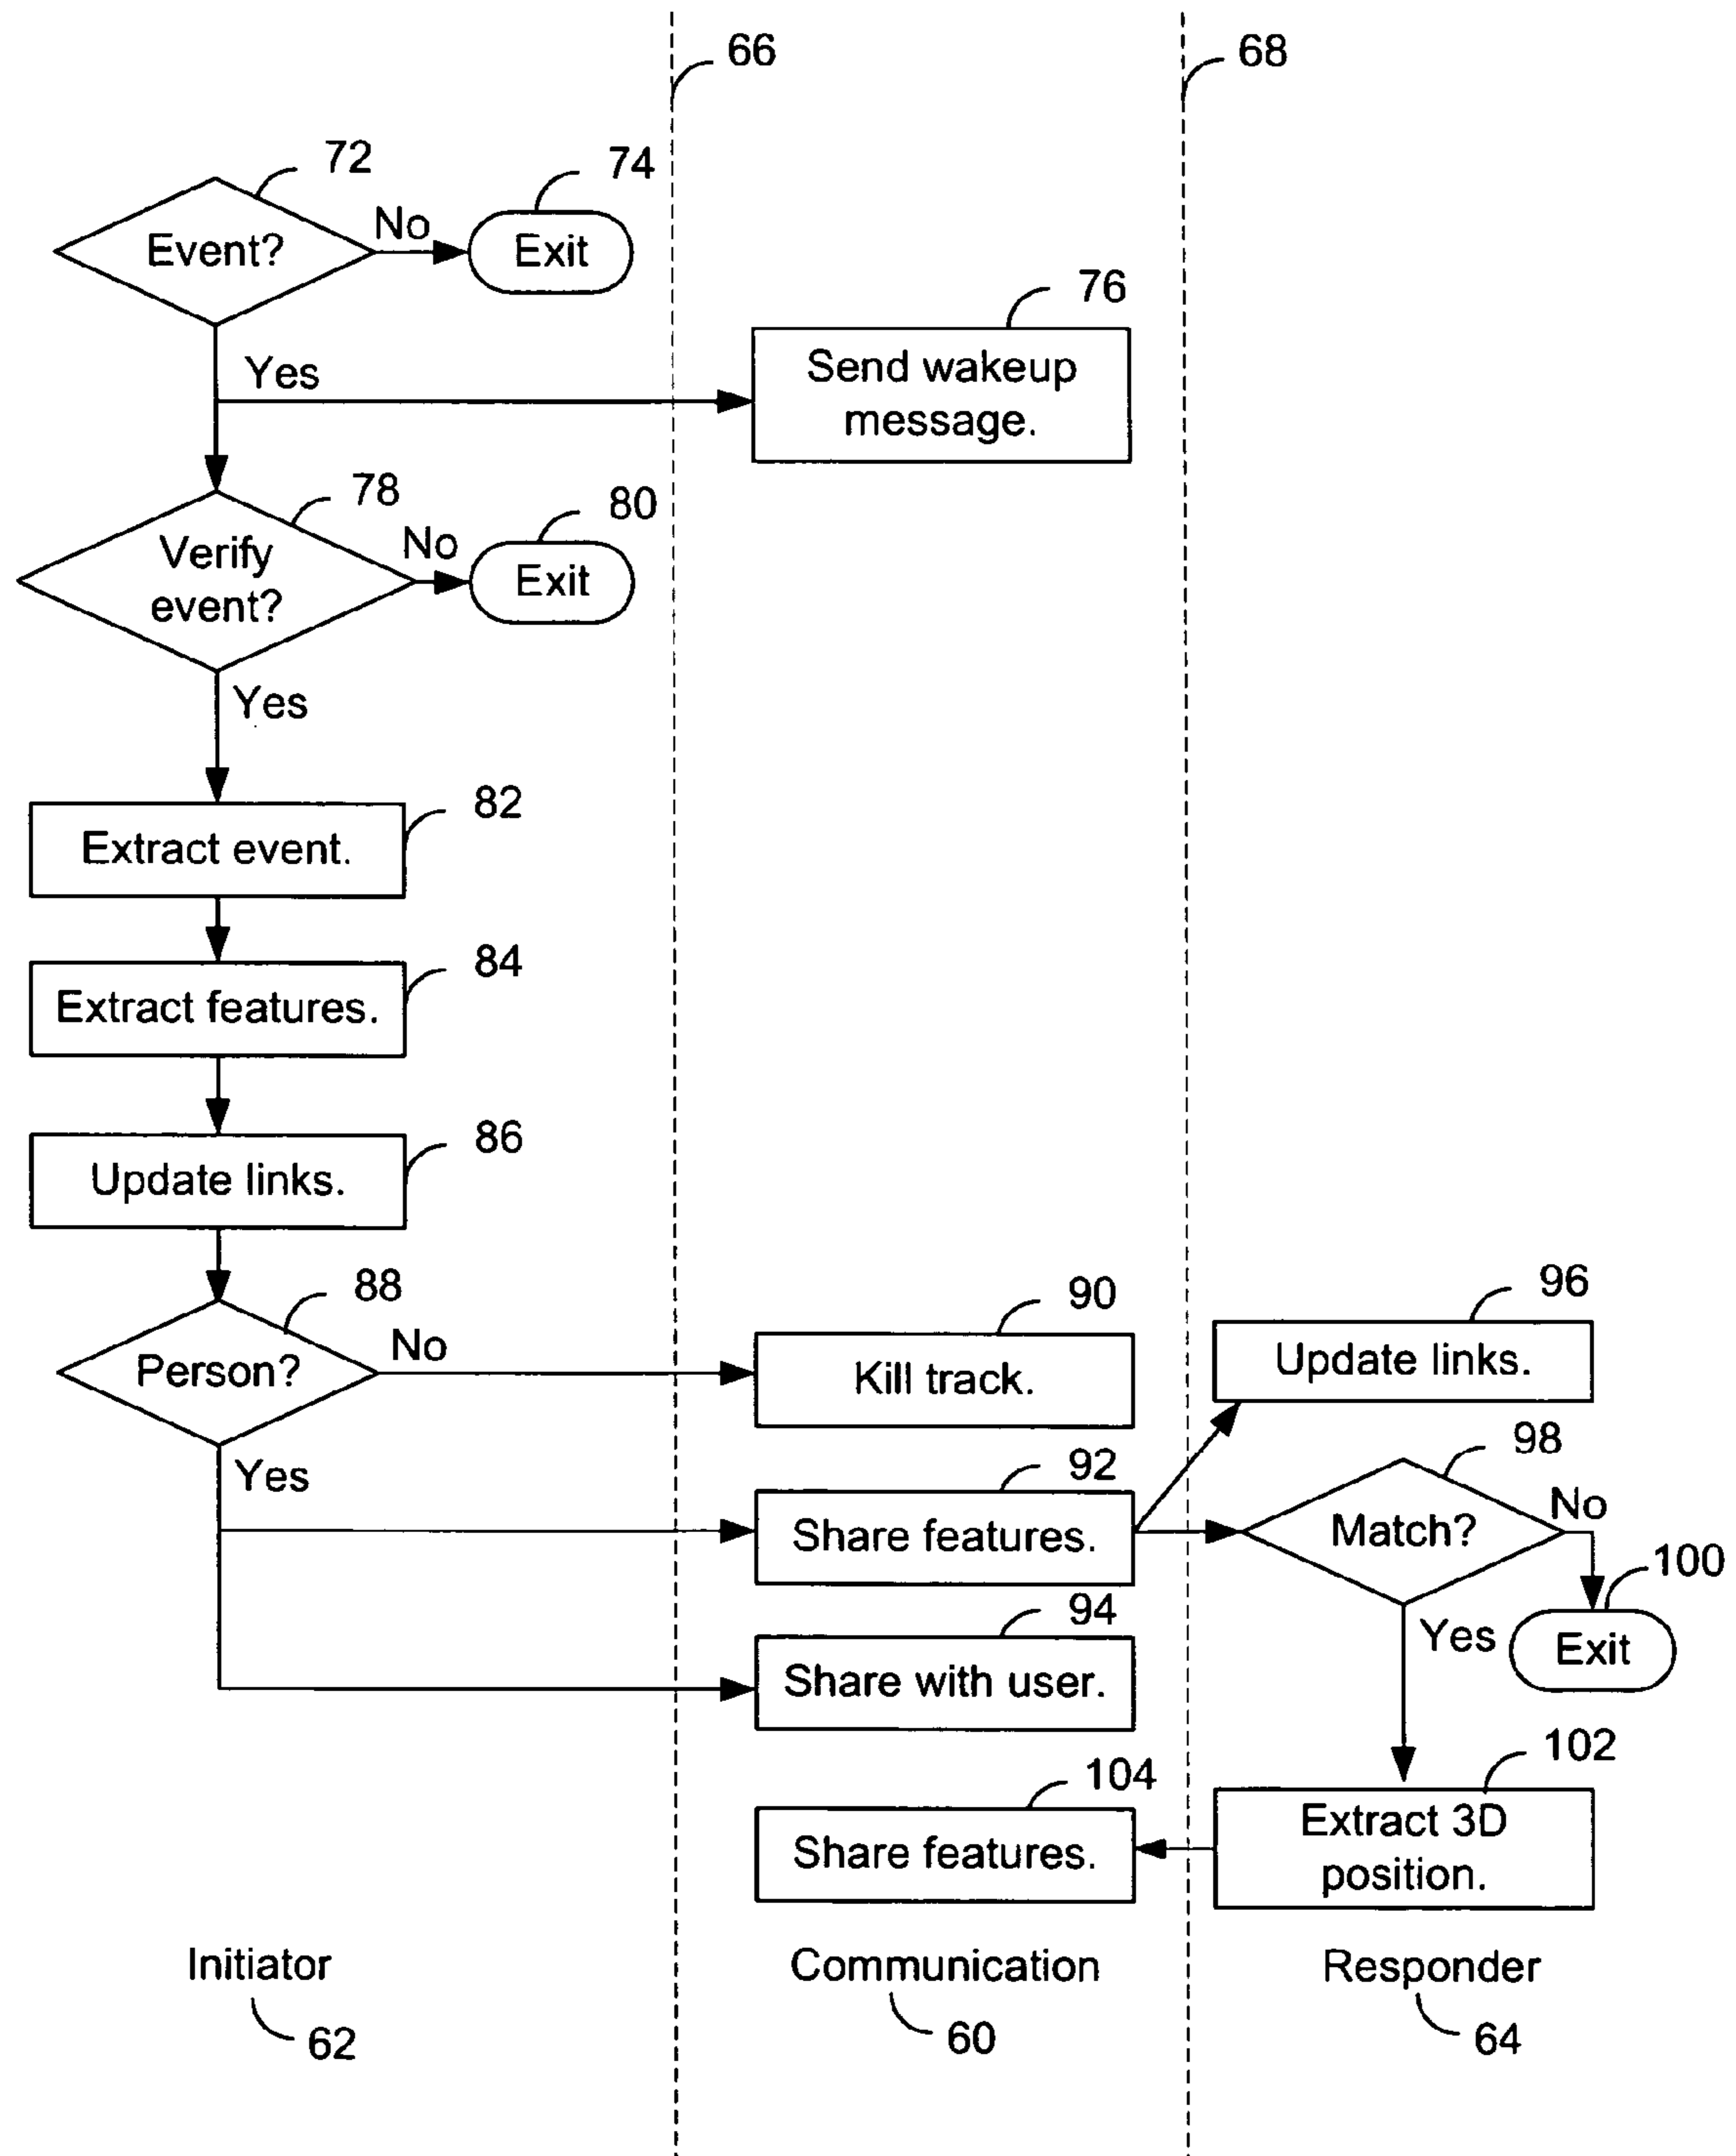 66
68
72
74
Event?
No
Exit
76
Yes
Send wakeup
message.
78
80
Verify
event?
No
Exit
Yes
82
Extract event.
84
Extract features.
86
Update links.
88
90
96
Person?
No
Kill track.
Update links.
Yes
92
98
Share features.
Match?
No
100
94
Share with user.
Yes
Exit
104
102
Share features.
Extract 3D
position.
Initiator
Communication
Responder
62
60
64